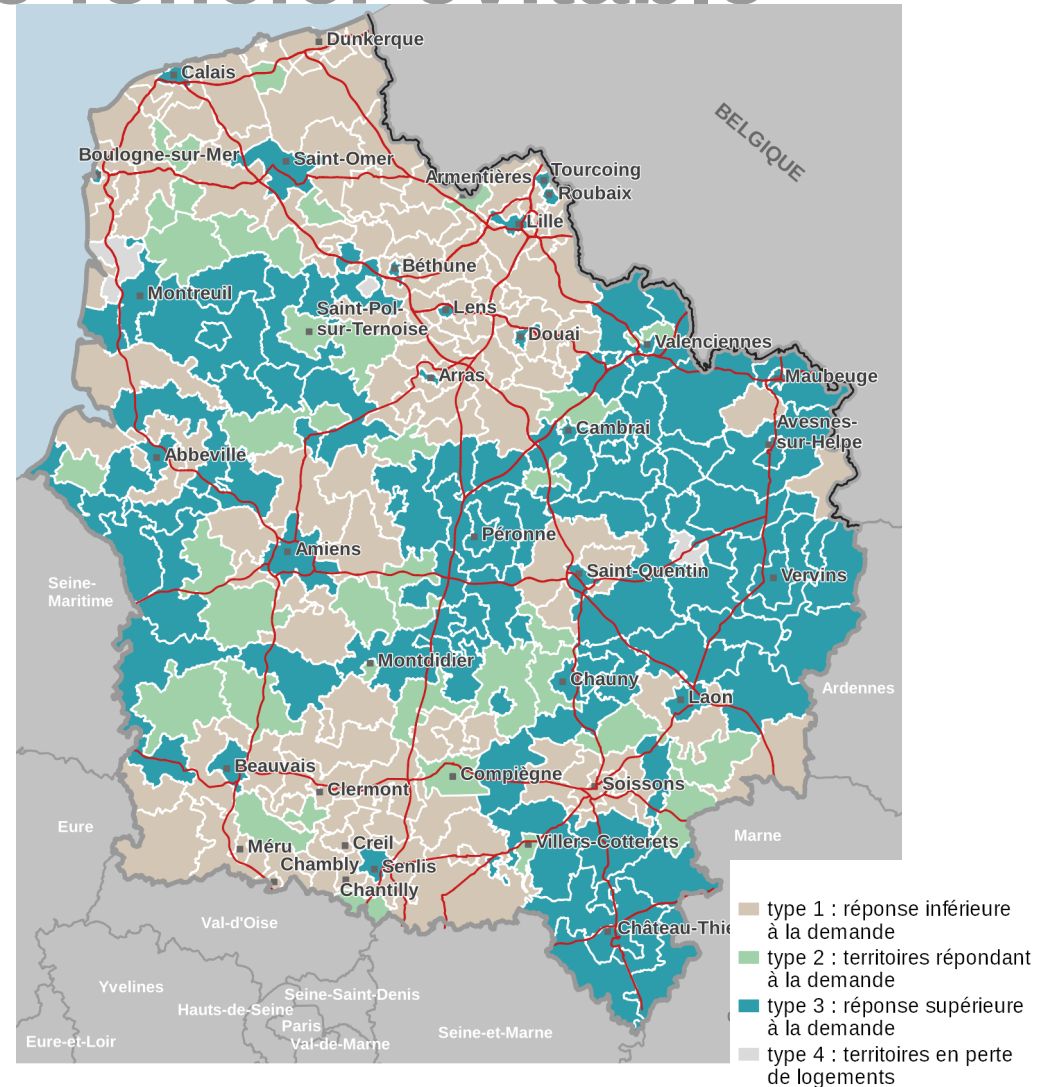 Dunkerque
Calais
BELGIQUE
Boulogne-sur-Mer
Saint-Omer
Tourcoing
Armentières
Roubaix
Lille
Béthune
Montreuil
Saint-Pol-
sur-Ternoise
Lens
Douai
Valenciennes
Arras
Maubeuge
Cambrai
Avesnes-
sur-Helpe
Abbeville
Péronne
Amiens
Saint-Quentin
Vervins
Seine-
Maritime
Montdidier
Chauny
Ardennes
Laon
Beauvais
Compiègne
Clermont
Soissons
Eure
Marne
Méru
Creil
Villers-Cotterets
Chambly
Senlis
Chantilly
Val-d'Oise
Château-Thie
Yvelines
Seine-Saint-Denis
Hauts-de-Seine
Paris
Val-de-Marne
Seine-et-Marne
Eure-et-Loir
type 1 : réponse inférieure
à la demande
type 2 : territoires répondant
à la demande
type 3 : réponse supérieure
à la demande
type 4 : territoires en perte
de logements